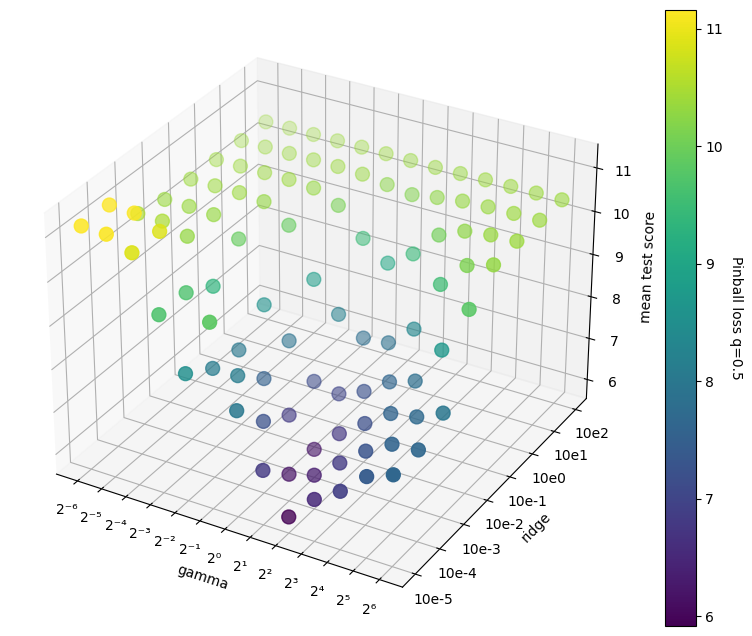 2⁻⁶
2⁻⁵
2⁻⁴
2⁻³
2⁻²
2⁻¹
2⁰
2¹
2²
2³
2⁴
2⁵
2⁶
gamma
10e-5
10e-4
10e-3
10e-2
10e-1
10e0
10e1
10e2
ridge
6
7
8
9
10
11
mean test score
11
10
9
8
7
6
Pinball loss q=0.5